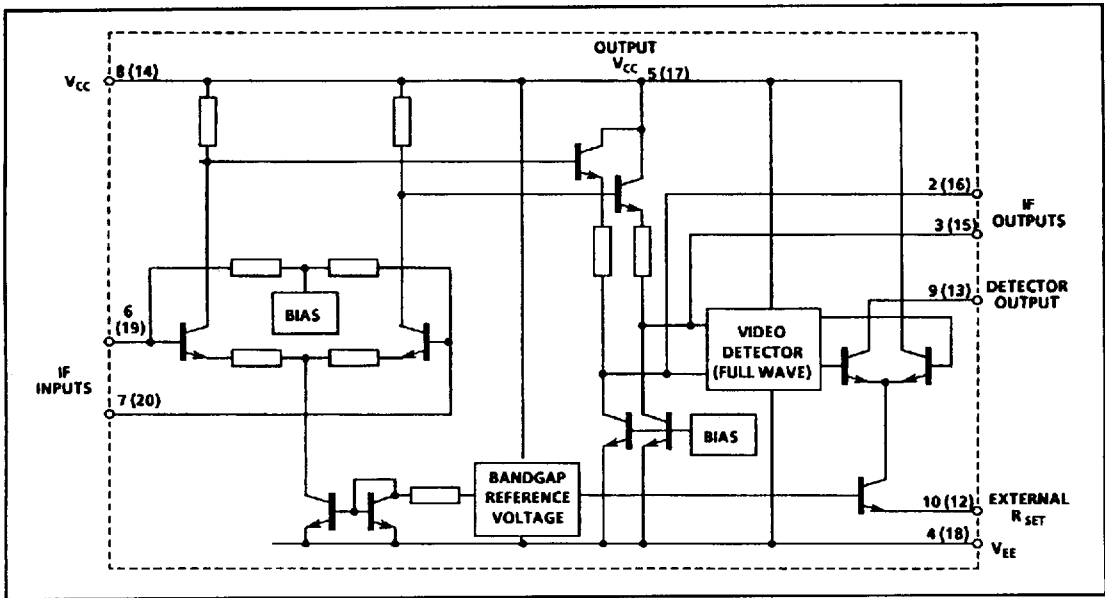 OUTPUT
VCC
VCC
8 (14)
5 (17)
2 (16)
IF
OUTPUTS
3 (15)
9 (13)
DETECTOR
OUTPUT
BIAS
6
(19)
VIDEO
DETECTOR
(FULL WAVE)
IF
INPUTS
7 (20)
BIAS
BANDGAP
REFERENCE
VOLTAGE
10 (12)
EXTERNAL
R SET
4 (18)
VEE